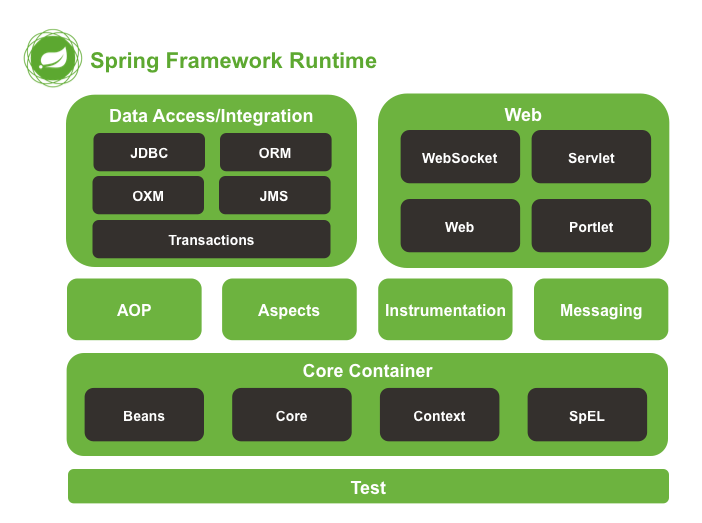 Spring Framework Runtime
Data Access/Integration
JDBC
ORM
OXM
JMS
Transactions
Web
WebSocket
Servlet
Web
Portlet
AOP
Aspects
Instrumentation
Messaging
Core Container
Beans
Core
Context
SpEL
Test